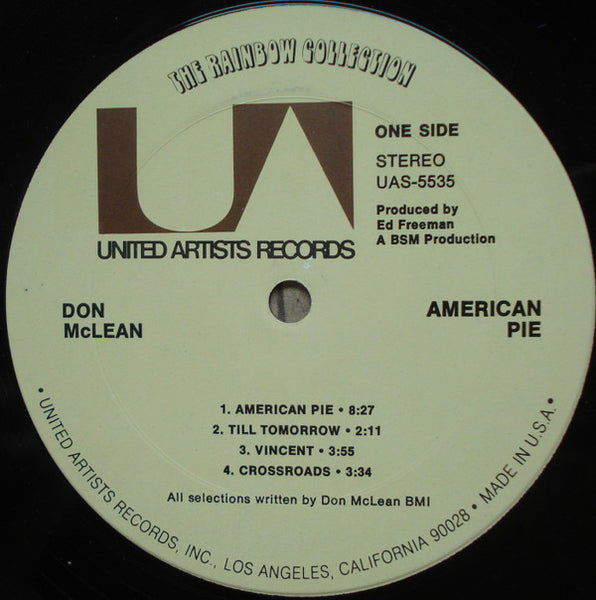 THE RAINBOW COLLECTION
UA
UNITED ARTISTS RECORDS
ONE SIDE
STEREO
UAS-5535
Produced by
Ed Freeman
A BSM Production
DON
McLEAN
AMERICAN
PIE
1. AMERICAN PIE • 8:27
2. TILL TOMORROW • 2:11
3. VINCENT • 3:55
4. CROSSROADS • 3:34
All selections written by Don McLean BMI
• UNITED ARTISTS RECORDS, INC., LOS ANGELES, CALIFORNIA 90028 • MADE IN U.S.A. •